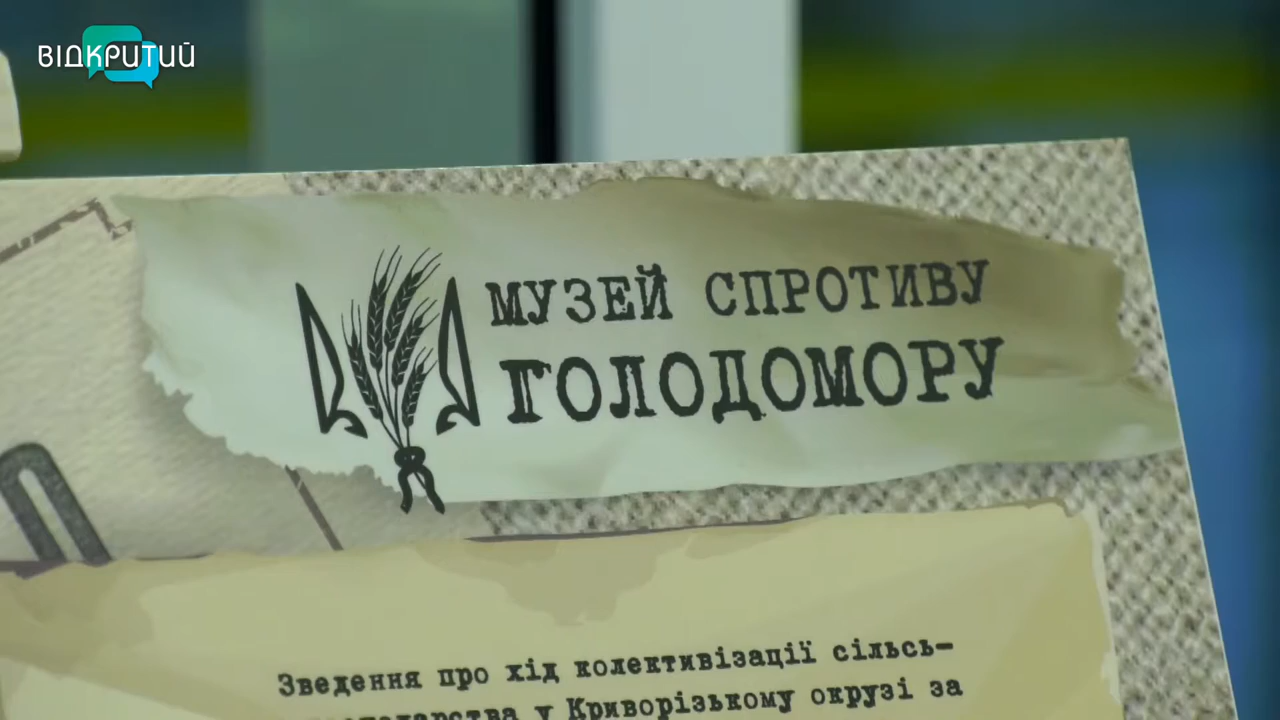 ВІДКРИТИЙ
МУЗЕЙ СПРОТИВУ
ГОЛОДОМОРУ
Зведення про хід колективізації сільсь-
у Криворізькому окрузі за